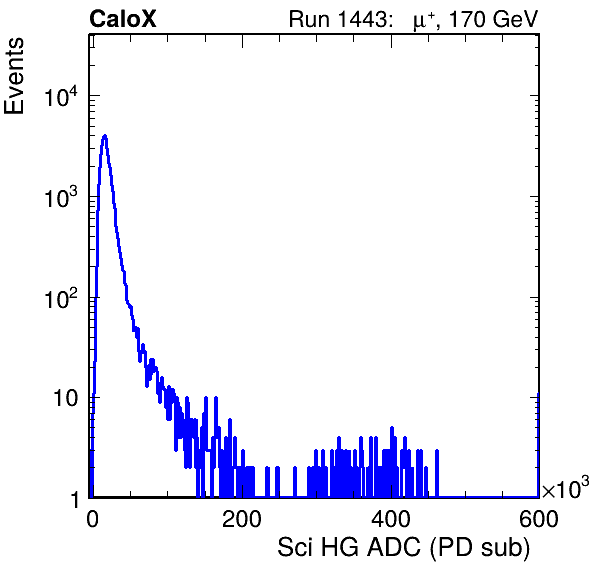 CaloX Run 1443: μ⁺, 170 GeV
Events
10⁴
10³
10²
10
1
0 200 400 600
×10³
Sci HG ADC (PD sub)